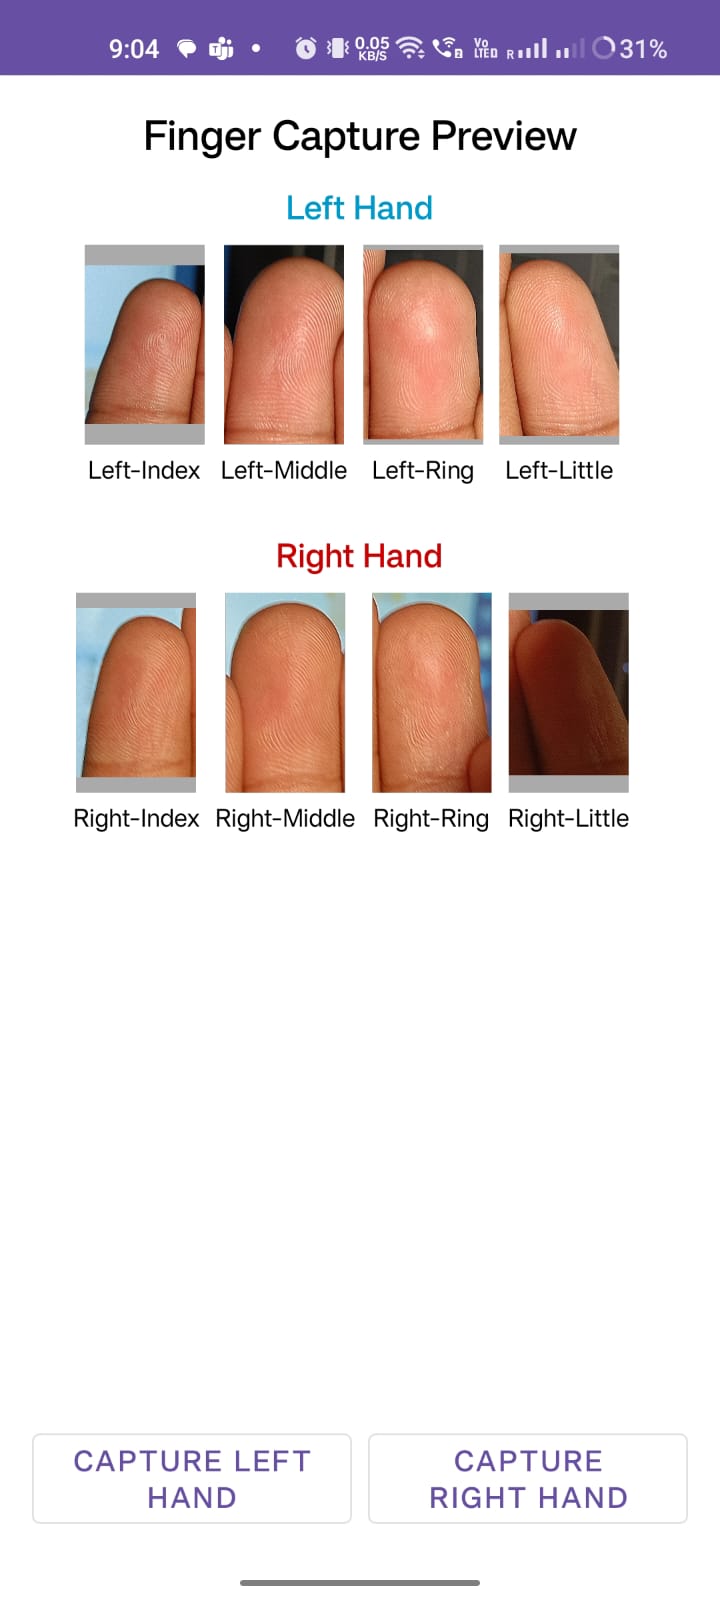 9:04 0.05 KB/S Vo LTED R 31%
Finger Capture Preview
Left Hand
Left-Index Left-Middle Left-Ring Left-Little
Right Hand
Right-Index Right-Middle Right-Ring Right-Little
CAPTURE LEFT HAND
CAPTURE RIGHT HAND